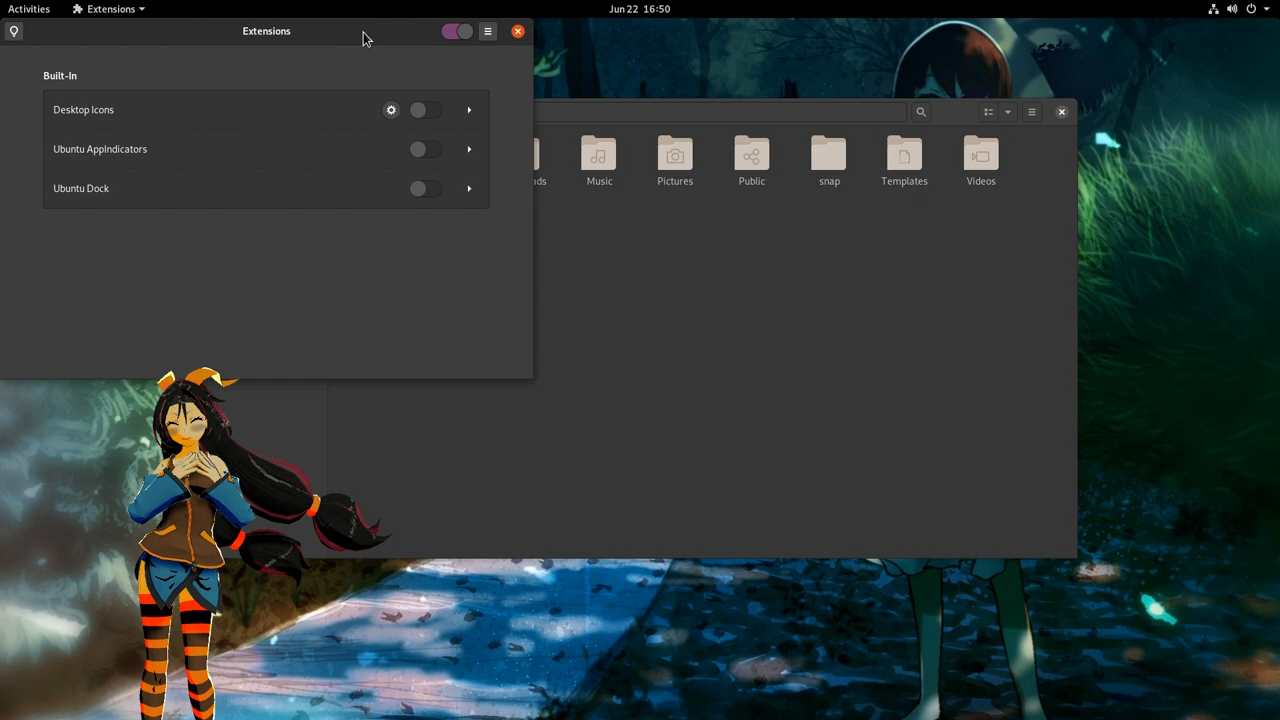 Activities
Extensions
Jun 22 16:50
Extensions
Built-In
Desktop Icons
Ubuntu AppIndicators
Ubuntu Dock
ads
Music
Pictures
Public
snap
Templates
Videos